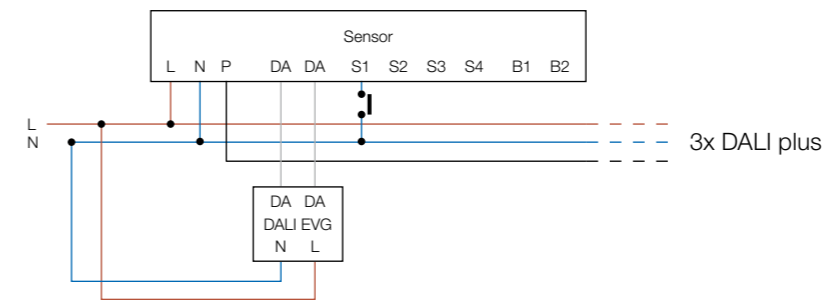 Sensor
L N P DA DA S1 S2 S3 S4 B1 B2
L
N
3x DALI plus
DA DA
DALI EVG
N L